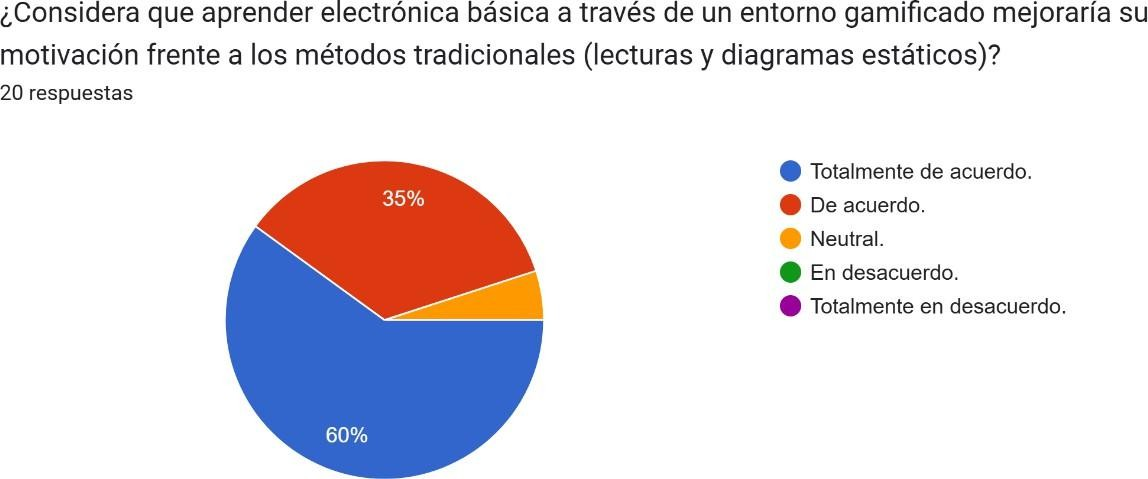 ¿Considera que aprender electrónica básica a través de un entorno gamificado mejoraría su
motivación frente a los métodos tradicionales (lecturas y diagramas estáticos)?
20 respuestas
35%
60%
Totalmente de acuerdo.
De acuerdo.
Neutral.
En desacuerdo.
Totalmente en desacuerdo.